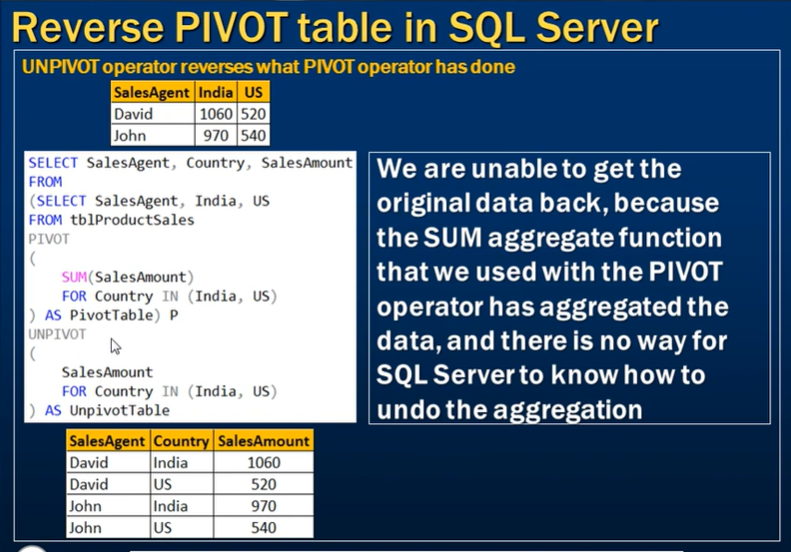 Reverse PIVOT table in SQL Server
UNPIVOT operator reverses what PIVOT operator has done
SalesAgent India US
David 1060 520
John 970 540
SELECT SalesAgent, Country, SalesAmount
FROM
(SELECT SalesAgent, India, US
FROM tblProductSales
PIVOT
(
SUM(SalesAmount)
FOR Country IN (India, US)
) AS PivotTable) P
UNPIVOT
(
SalesAmount
FOR Country IN (India, US)
) AS UnpivotTable
We are unable to get the
original data back, because
the SUM aggregate function
that we used with the PIVOT
operator has aggregated the
data, and there is no way for
SQL Server to know how to
undo the aggregation
SalesAgent Country SalesAmount
David India 1060
David US 520
John India 970
John US 540